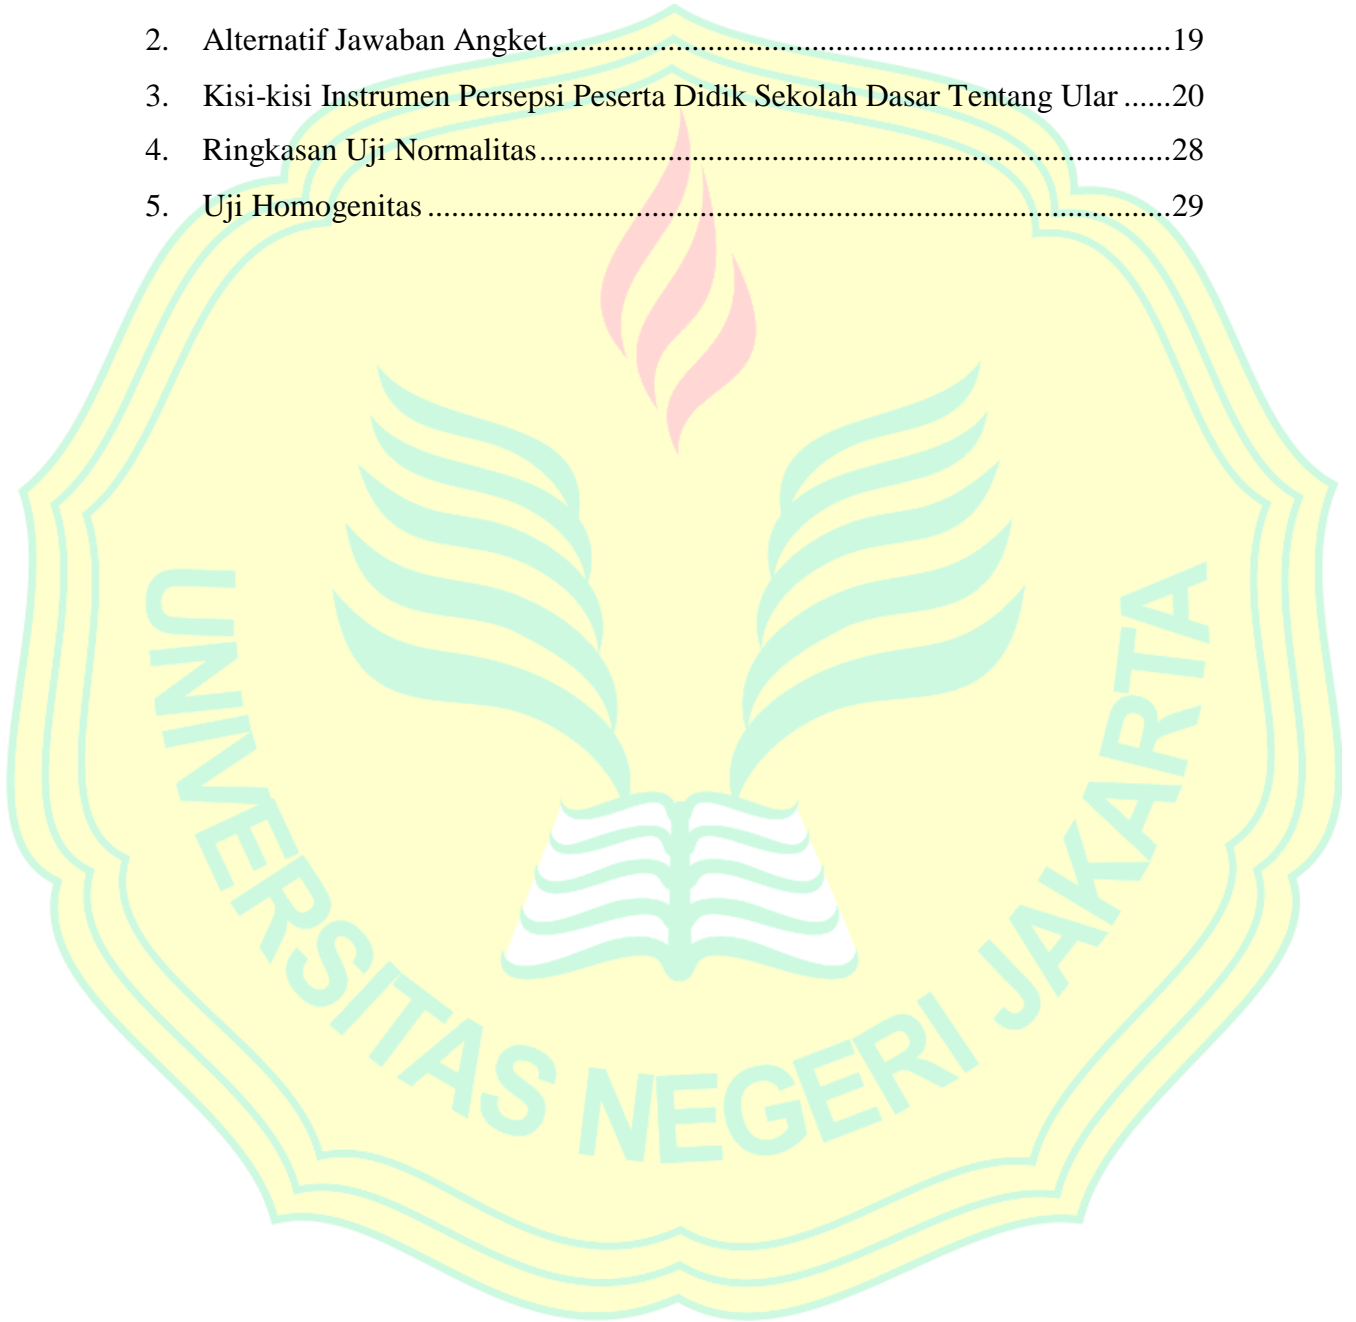 2. Alternatif Jawaban Angket..............................................................................19
3. Kisi-kisi Instrumen Persepsi Peserta Didik Sekolah Dasar Tentang Ular ......20
4. Ringkasan Uji Normalitas...............................................................................28
5. Uji Homogenitas .............................................................................................29
UNIVERSITAS NEGERI JAKARTA